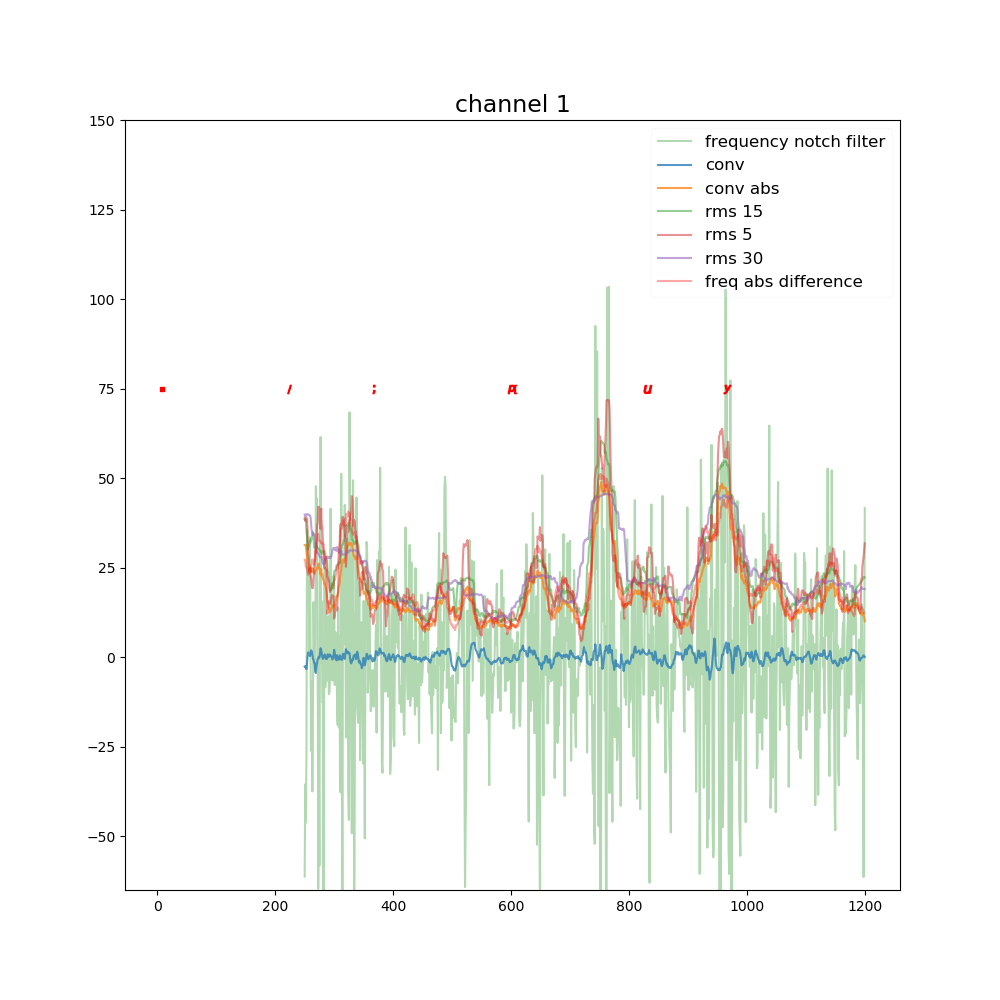 channel 1
150
125
100
75
50
25
0
−25
−50
frequency notch filter
conv
conv abs
rms 15
rms 5
rms 30
freq abs difference
. / ; u y
0 200 400 600 800 1000 1200